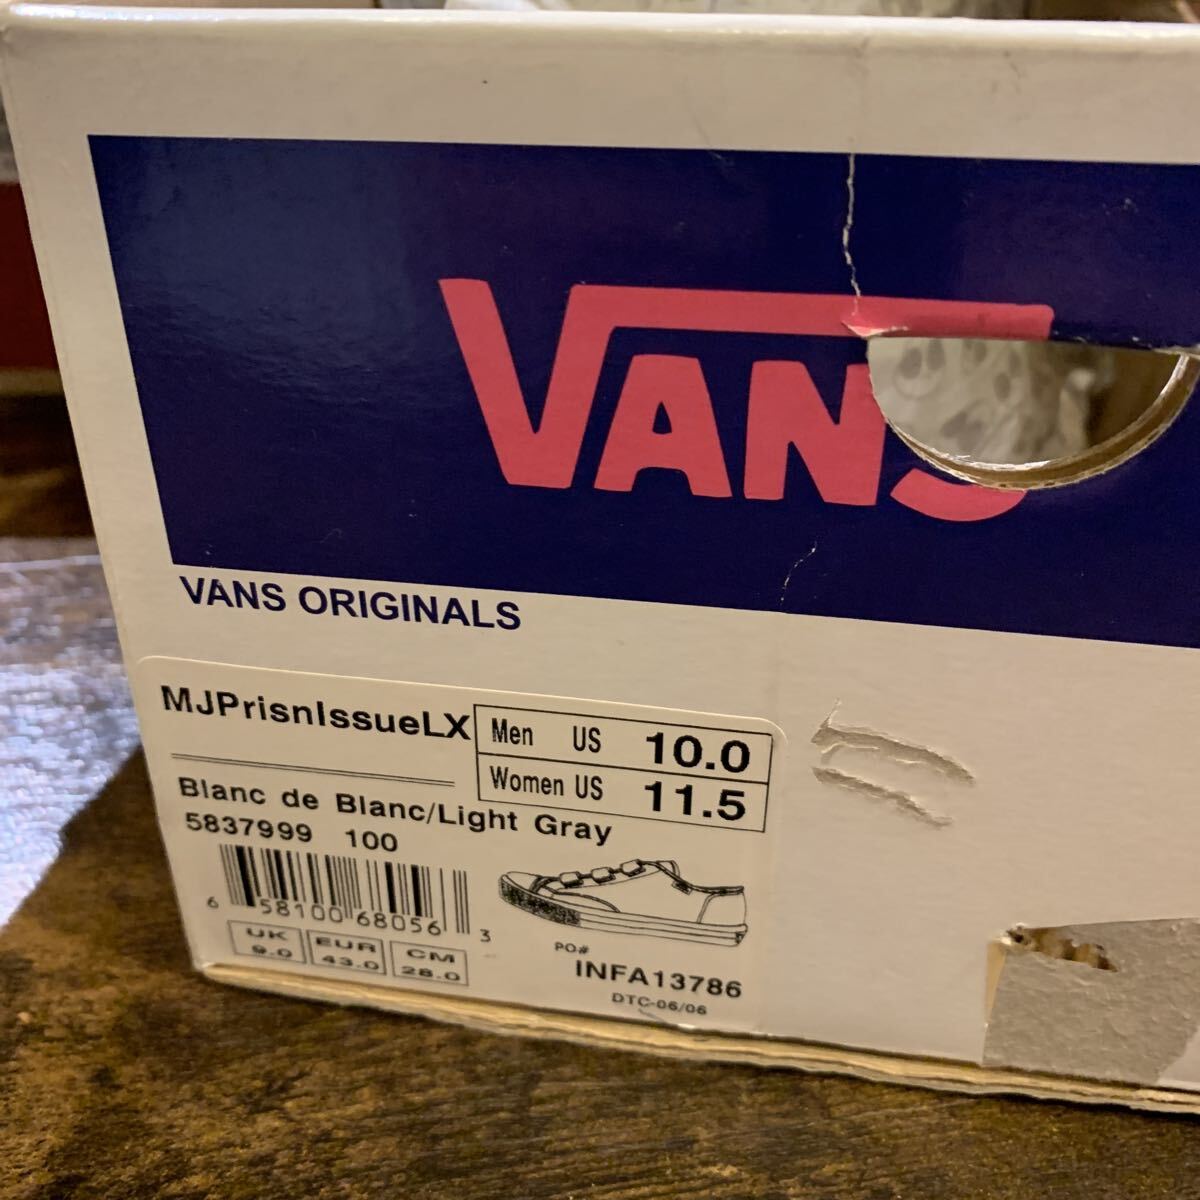 VANS
VANS ORIGINALS
MJPrisnIssueLX
Men US 10.0
Women US 11.5
Blanc de Blanc/Light Gray
5837999 100
6 58100 68056 3
UK 9.0
EUR 43.0
CM 28.0
PO#
INFA13786
DTC-06/06